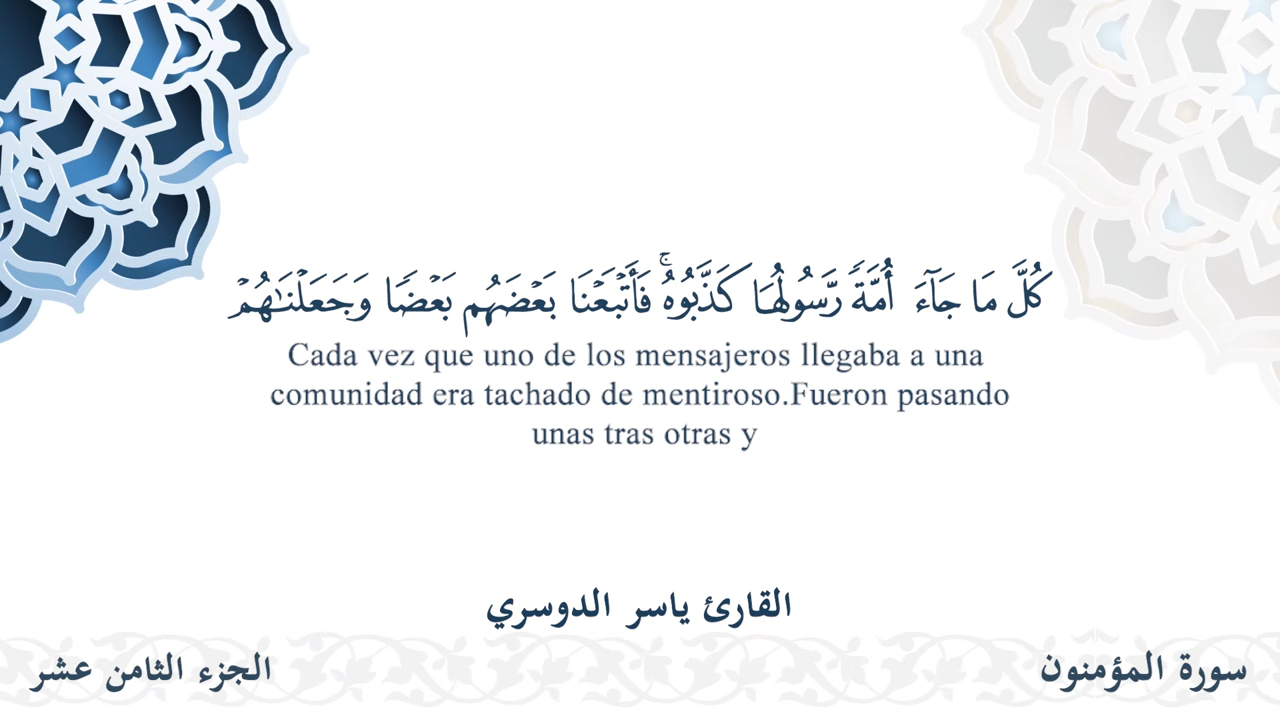 كُلَّ مَا جَآءَ أُمَّةٗ رَّسُولُهَا كَذَّبُوهُۚ فَأَتۡبَعۡنَا بَعۡضَهُم بَعۡضٗا وَجَعَلۡنَٰهُمۡ
Cada vez que uno de los mensajeros llegaba a una
comunidad era tachado de mentiroso.Fueron pasando
unas tras otras y
القارئ ياسر الدوسري
سورة المؤمنون
الجزء الثامن عشر